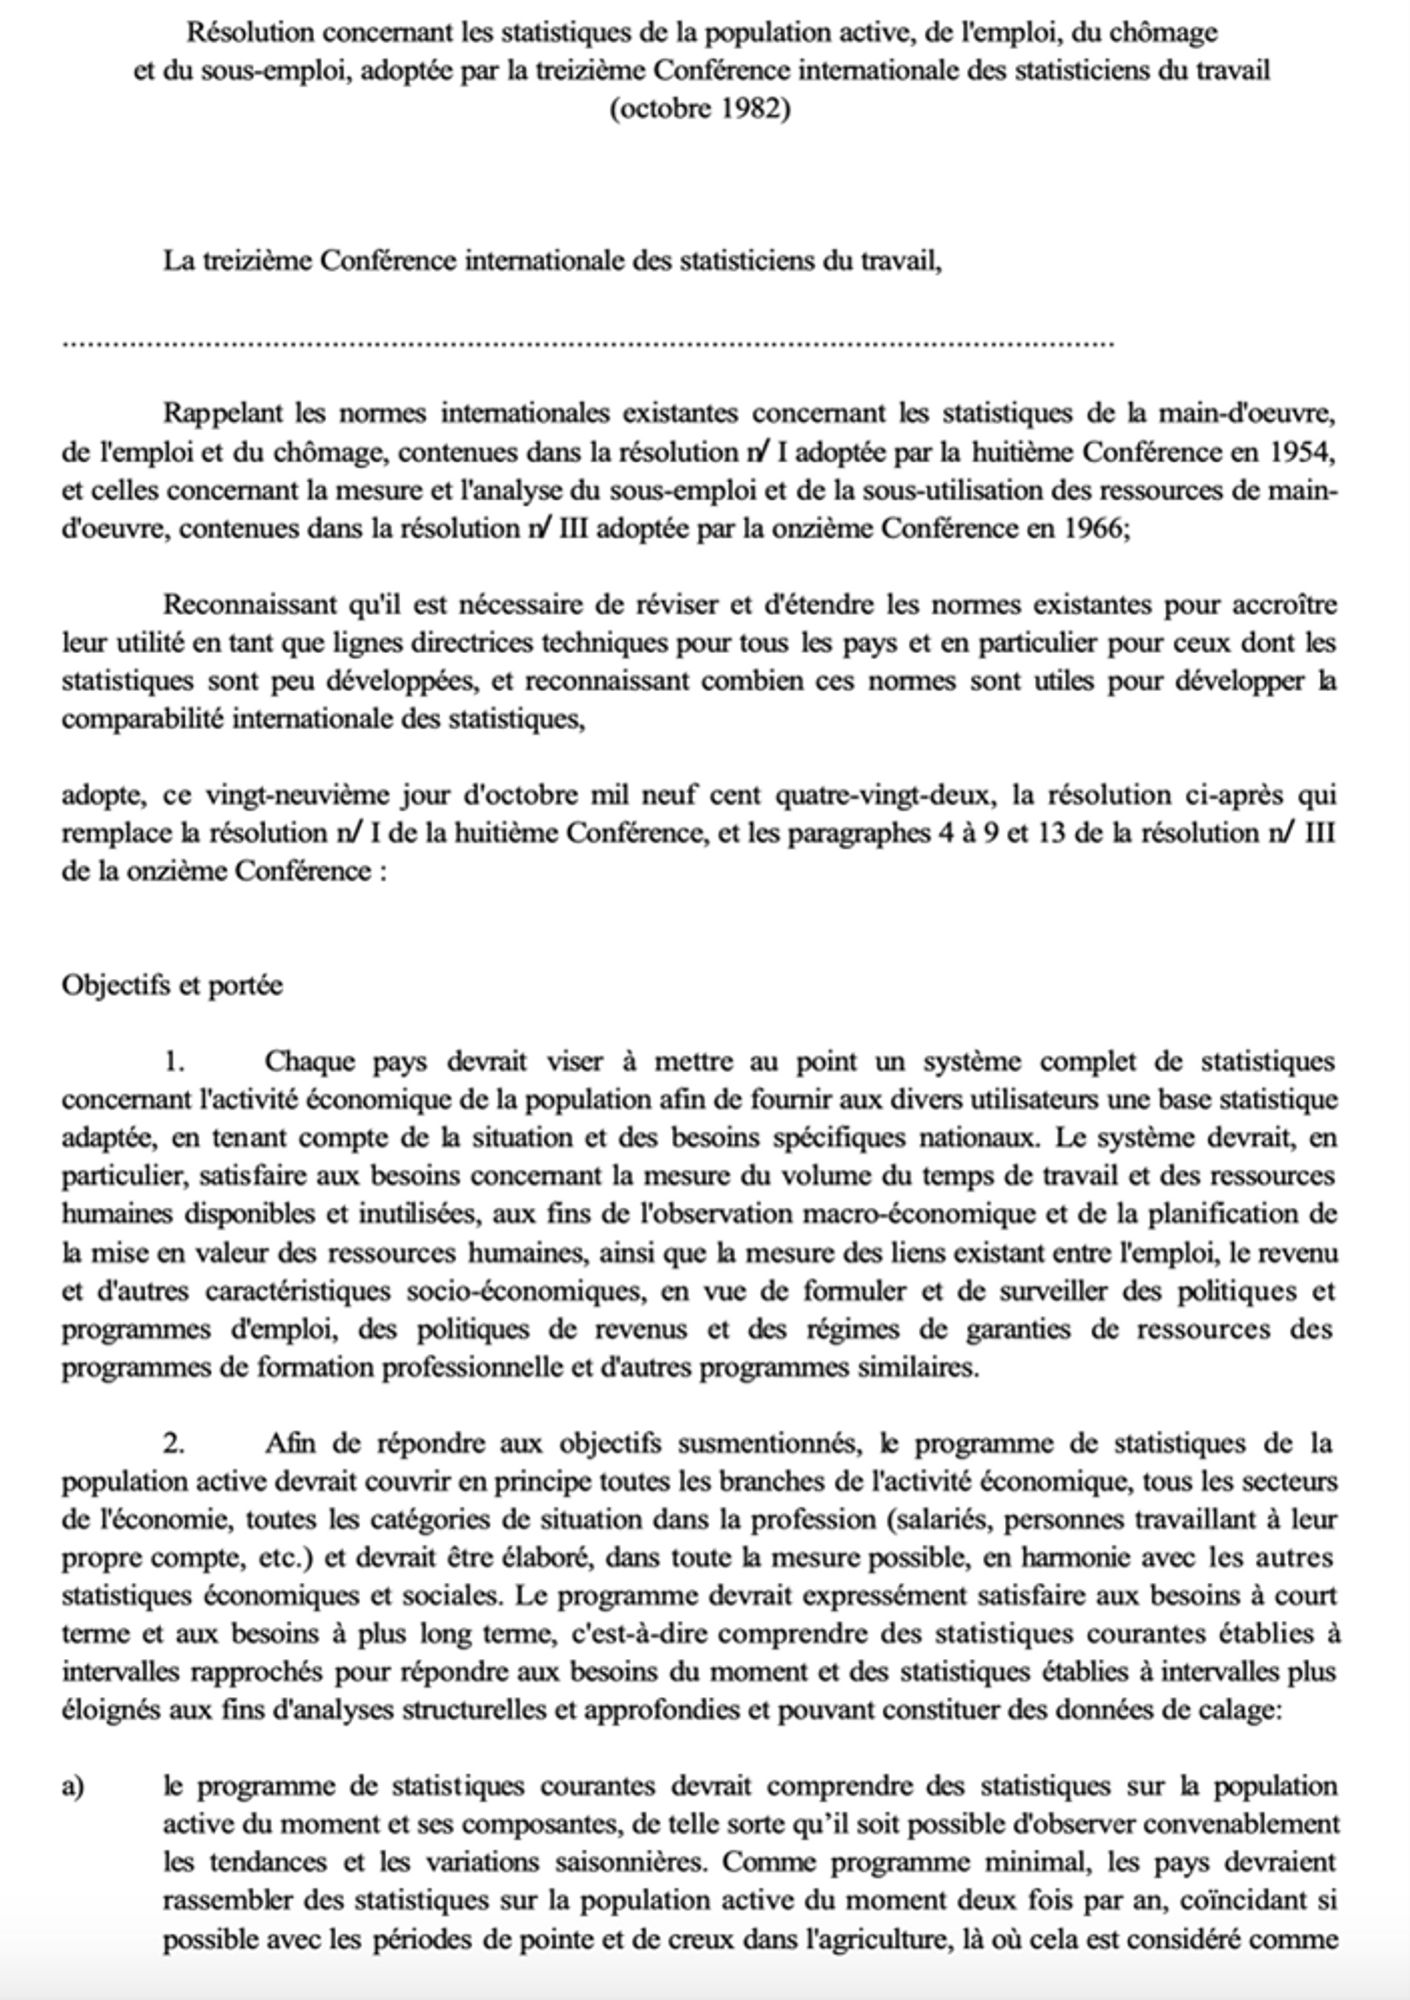 Résolution concernant les statistiques de la population active, de l'emploi, du chômage
et du sous-emploi, adoptée par la treizième Conférence internationale des statisticiens du travail
(octobre 1982)
La treizième Conférence internationale des statisticiens du travail,
................................................................................................................................
Rappelant les normes internationales existantes concernant les statistiques de la main-d'oeuvre,
de l'emploi et du chômage, contenues dans la résolution n/ I adoptée par la huitième Conférence en 1954,
et celles concernant la mesure et l'analyse du sous-emploi et de la sous-utilisation des ressources de main-
d'oeuvre, contenues dans la résolution n/ III adoptée par la onzième Conférence en 1966;
Reconnaissant qu'il est nécessaire de réviser et d'étendre les normes existantes pour accroître
leur utilité en tant que lignes directrices techniques pour tous les pays et en particulier pour ceux dont les
statistiques sont peu développées, et reconnaissant combien ces normes sont utiles pour développer la
comparabilité internationale des statistiques,
adopte, ce vingt-neuvième jour d'octobre mil neuf cent quatre-vingt-deux, la résolution ci-après qui
remplace la résolution n/ I de la huitième Conférence, et les paragraphes 4 à 9 et 13 de la résolution n/ III
de la onzième Conférence :
Objectifs et portée
1. Chaque pays devrait viser à mettre au point un système complet de statistiques
concernant l'activité économique de la population afin de fournir aux divers utilisateurs une base statistique
adaptée, en tenant compte de la situation et des besoins spécifiques nationaux. Le système devrait, en
particulier, satisfaire aux besoins concernant la mesure du volume du temps de travail et des ressources
humaines disponibles et inutilisées, aux fins de l'observation macro-économique et de la planification de
la mise en valeur des ressources humaines, ainsi que la mesure des liens existant entre l'emploi, le revenu
et d'autres caractéristiques socio-économiques, en vue de formuler et de surveiller des politiques et
programmes d'emploi, des politiques de revenus et des régimes de garanties de ressources des
programmes de formation professionnelle et d'autres programmes similaires.
2. Afin de répondre aux objectifs susmentionnés, le programme de statistiques de la
population active devrait couvrir en principe toutes les branches de l'activité économique, tous les secteurs
de l'économie, toutes les catégories de situation dans la profession (salariés, personnes travaillant à leur
propre compte, etc.) et devrait être élaboré, dans toute la mesure possible, en harmonie avec les autres
statistiques économiques et sociales. Le programme devrait expressément satisfaire aux besoins à court
terme et aux besoins à plus long terme, c'est-à-dire comprendre des statistiques courantes établies à
intervalles rapprochés pour répondre aux besoins du moment et des statistiques établies à intervalles plus
éloignés aux fins d'analyses structurelles et approfondies et pouvant constituer des données de calage:
a) le programme de statistiques courantes devrait comprendre des statistiques sur la population
active du moment et ses composantes, de telle sorte qu’il soit possible d'observer convenablement
les tendances et les variations saisonnières. Comme programme minimal, les pays devraient
rassembler des statistiques sur la population active du moment deux fois par an, coïncidant si
possible avec les périodes de pointe et de creux dans l'agriculture, là où cela est considéré comme